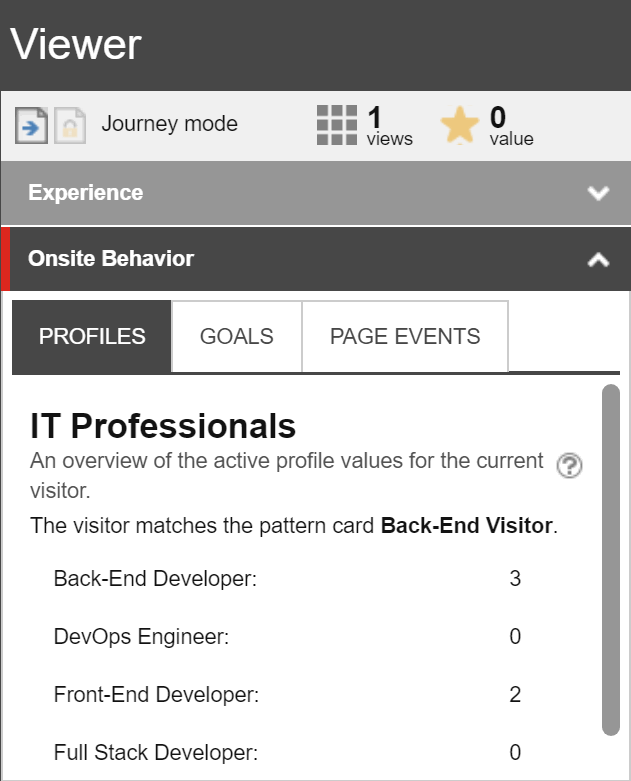 Viewer
Journey mode
1
views
0
value
Experience
Onsite Behavior
PROFILES
GOALS
PAGE EVENTS
IT Professionals
An overview of the active profile values for the current
?
visitor.
The visitor matches the pattern card Back-End Visitor.
Back-End Developer: 3
DevOps Engineer: 0
Front-End Developer: 2
Full Stack Developer: 0